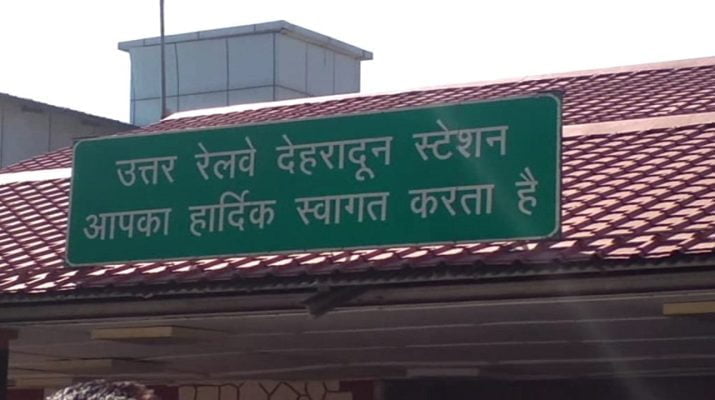 उत्तर रेलवे देहरादून स्टेशन
आपका हार्दिक स्वागत करता है